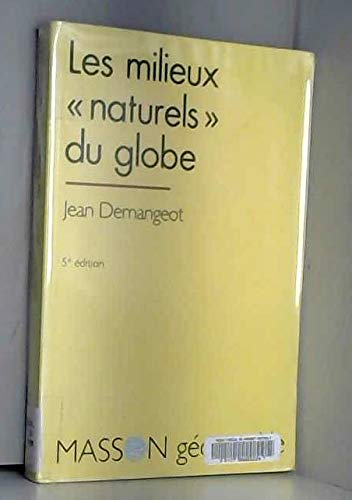 Les milieux
« naturels »
du globe
Jean Demangeot
5e édition
MASSON